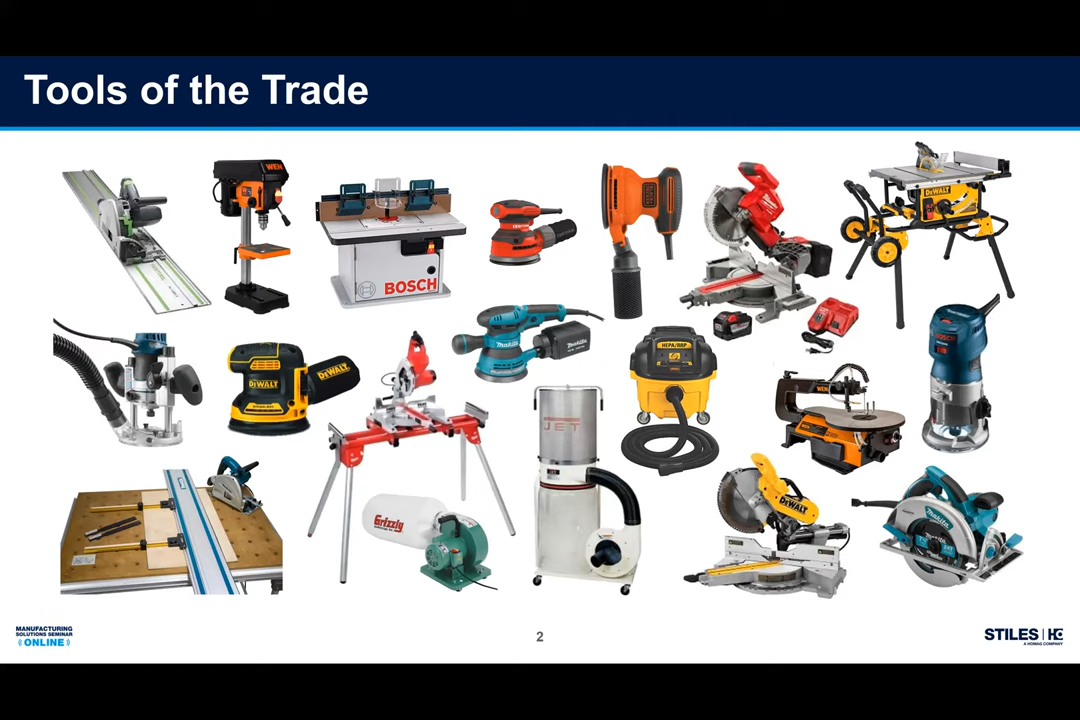 Tools of the Trade
WEN
BOSCH
DEWALT
makita
HEPA/RRP
BOSCH
DEWALT
DEWALT
WEN
JET
DEWALT
Grizzly
makita
MANUFACTURING
SOLUTIONS SEMINAR
ONLINE
2
STILES
A HOMAG COMPANY